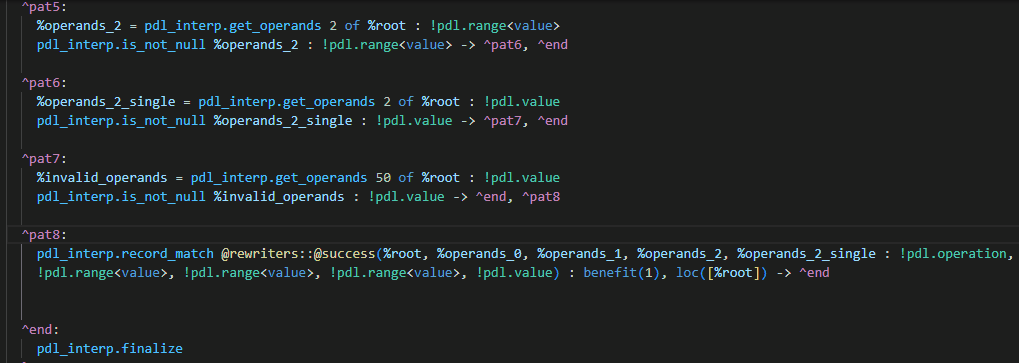 ^pat5:
%operands_2 = pdl_interp.get_operands 2 of %root : !pdl.range<value>
pdl_interp.is_not_null %operands_2 : !pdl.range<value> -> ^pat6, ^end
^pat6:
%operands_2_single = pdl_interp.get_operands 2 of %root : !pdl.value
pdl_interp.is_not_null %operands_2_single : !pdl.value -> ^pat7, ^end
^pat7:
%invalid_operands = pdl_interp.get_operands 50 of %root : !pdl.value
pdl_interp.is_not_null %invalid_operands : !pdl.value -> ^end, ^pat8
^pat8:
pdl_interp.record_match @rewriters::@success(%root, %operands_0, %operands_1, %operands_2, %operands_2_single : !pdl.operation,
!pdl.range<value>, !pdl.range<value>, !pdl.range<value>, !pdl.value) : benefit(1), loc([%root]) -> ^end
^end:
pdl_interp.finalize